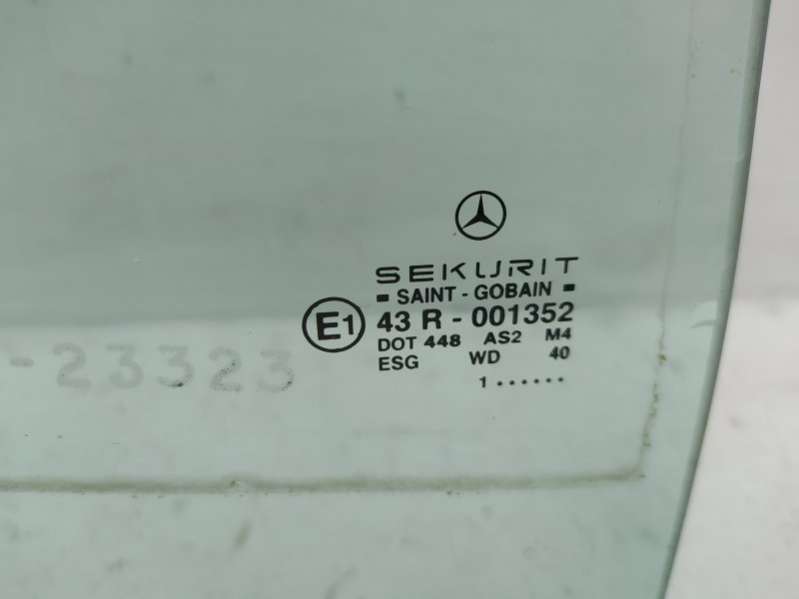 SEKURIT
SAINT - GOBAIN
E1 43 R - 001352
DOT 448 AS2 M4
ESG WD 40
1 ......
-23323